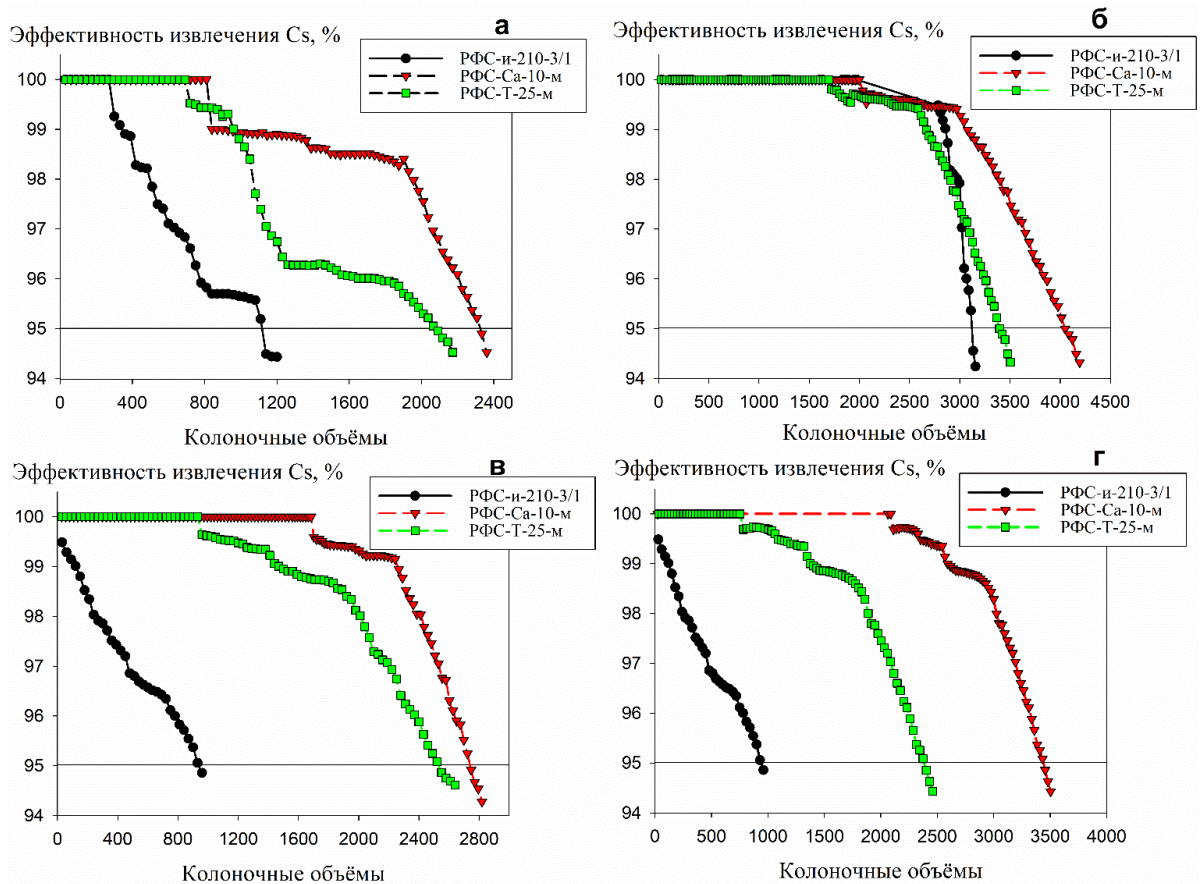 а
Эффективность извлечения Cs, %
РФС-и-210-3/1
РФС-Са-10-м
РФС-Т-25-м
100
99
98
97
96
95
94
0 400 800 1200 1600 2000 2400
Колоночные объёмы
б
Эффективность извлечения Cs, %
РФС-и-210-3/1
РФС-Са-10-м
РФС-Т-25-м
100
99
98
97
96
95
94
0 500 1000 1500 2000 2500 3000 3500 4000 4500
Колоночные объёмы
в
Эффективность извлечения Cs, %
РФС-и-210-3/1
РФС-Са-10-м
РФС-Т-25-м
100
99
98
97
96
95
94
0 400 800 1200 1600 2000 2400 2800
Колоночные объёмы
г
Эффективность извлечения Cs, %
РФС-и-210-3/1
РФС-Са-10-м
РФС-Т-25-м
100
99
98
97
96
95
94
0 500 1000 1500 2000 2500 3000 3500 4000
Колоночные объёмы